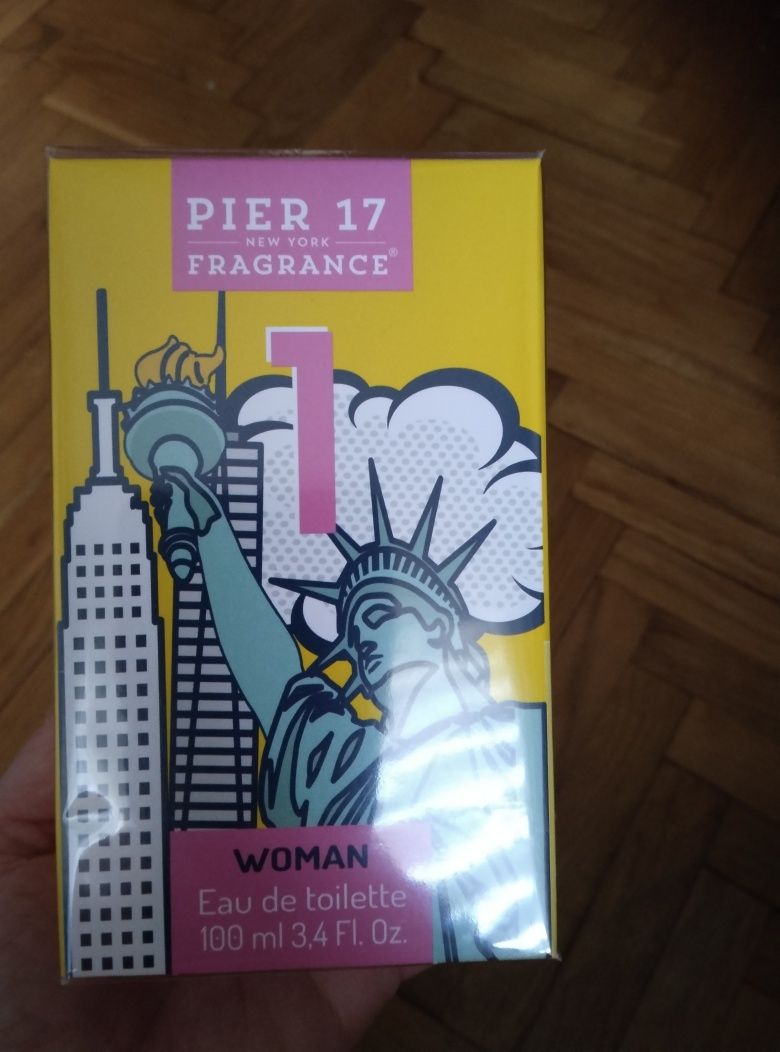 PIER 17
NEW YORK
FRAGRANCE®
1
WOMAN
Eau de toilette
100 ml 3,4 Fl. Oz.